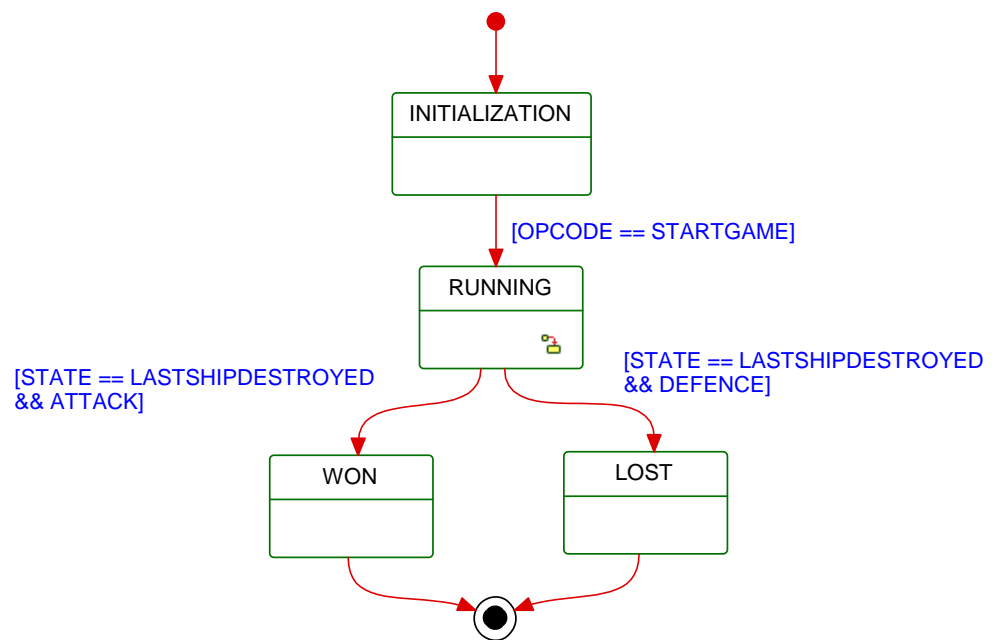 INITIALIZATION
[OPCODE == STARTGAME]
RUNNING
[STATE == LASTSHIPDESTROYED
&& ATTACK]
[STATE == LASTSHIPDESTROYED
&& DEFENCE]
WON
LOST